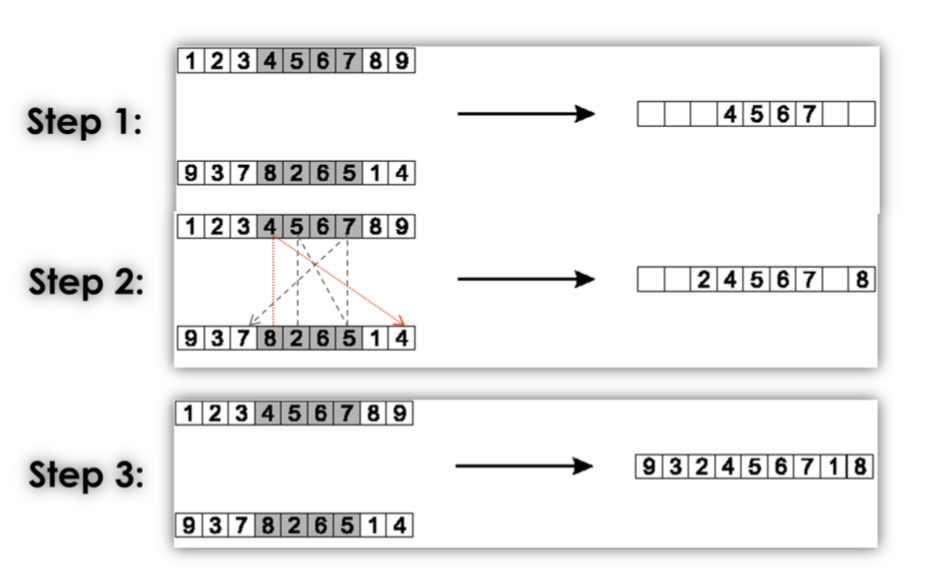 1 2 3 4 5 6 7 8 9
Step 1:
4 5 6 7
9 3 7 8 2 6 5 1 4
1 2 3 4 5 6 7 8 9
Step 2:
2 4 5 6 7 8
9 3 7 8 2 6 5 1 4
1 2 3 4 5 6 7 8 9
Step 3:
9 3 2 4 5 6 7 1 8
9 3 7 8 2 6 5 1 4